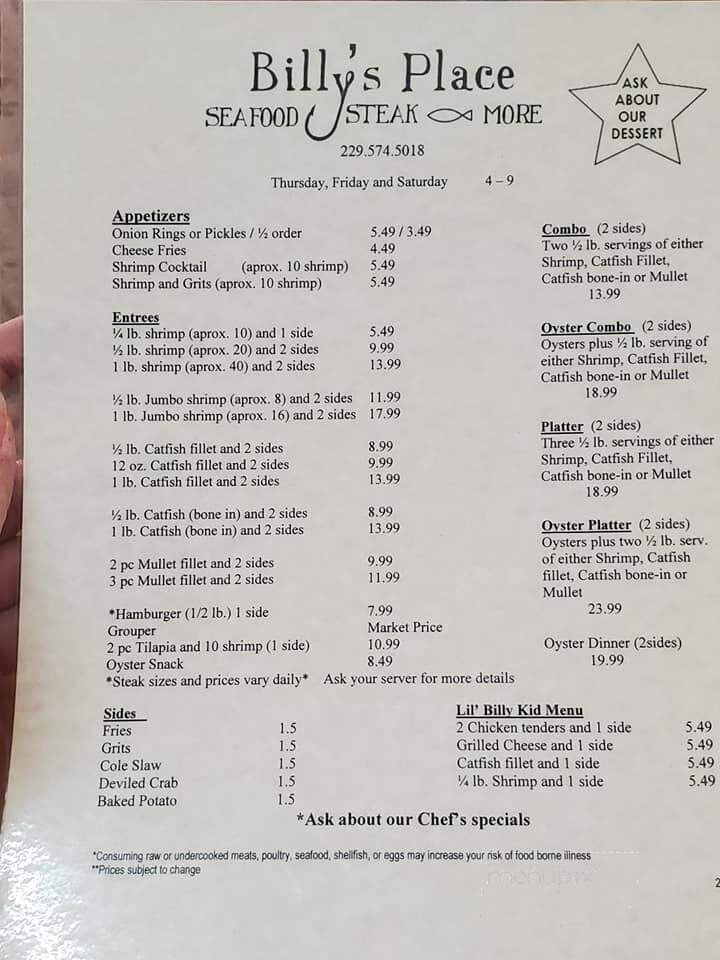 Billy's Place
SEAFOOD STEAK MORE
229.574.5018
Thursday, Friday and Saturday 4 – 9
ASK
ABOUT
OUR
DESSERT
Appetizers
Onion Rings or Pickles / ½ order 5.49 / 3.49
Cheese Fries 4.49
Shrimp Cocktail (aprox. 10 shrimp) 5.49
Shrimp and Grits (aprox. 10 shrimp) 5.49
Entrees
¼ lb. shrimp (aprox. 10) and 1 side 5.49
½ lb. shrimp (aprox. 20) and 2 sides 9.99
1 lb. shrimp (aprox. 40) and 2 sides 13.99
½ lb. Jumbo shrimp (aprox. 8) and 2 sides 11.99
1 lb. Jumbo shrimp (aprox. 16) and 2 sides 17.99
½ lb. Catfish fillet and 2 sides 8.99
12 oz. Catfish fillet and 2 sides 9.99
1 lb. Catfish fillet and 2 sides 13.99
½ lb. Catfish (bone in) and 2 sides 8.99
1 lb. Catfish (bone in) and 2 sides 13.99
2 pc Mullet fillet and 2 sides 9.99
3 pc Mullet fillet and 2 sides 11.99
*Hamburger (1/2 lb.) 1 side 7.99
Grouper Market Price
2 pc Tilapia and 10 shrimp (1 side) 10.99
Oyster Snack 8.49
*Steak sizes and prices vary daily* Ask your server for more details
Combo (2 sides)
Two ½ lb. servings of either
Shrimp, Catfish Fillet,
Catfish bone-in or Mullet
13.99
Oyster Combo (2 sides)
Oysters plus ½ lb. serving of
either Shrimp, Catfish Fillet,
Catfish bone-in or Mullet
18.99
Platter (2 sides)
Three ½ lb. servings of either
Shrimp, Catfish Fillet,
Catfish bone-in or Mullet
18.99
Oyster Platter (2 sides)
Oysters plus two ½ lb. serv.
of either Shrimp, Catfish
fillet, Catfish bone-in or
Mullet
23.99
Oyster Dinner (2sides)
19.99
Sides
Fries 1.5
Grits 1.5
Cole Slaw 1.5
Deviled Crab 1.5
Baked Potato 1.5
Lil' Billy Kid Menu
2 Chicken tenders and 1 side 5.49
Grilled Cheese and 1 side 5.49
Catfish fillet and 1 side 5.49
¼ lb. Shrimp and 1 side 5.49
*Ask about our Chef's specials
*Consuming raw or undercooked meats, poultry, seafood, shellfish, or eggs may increase your risk of food borne illness
**Prices subject to change
2